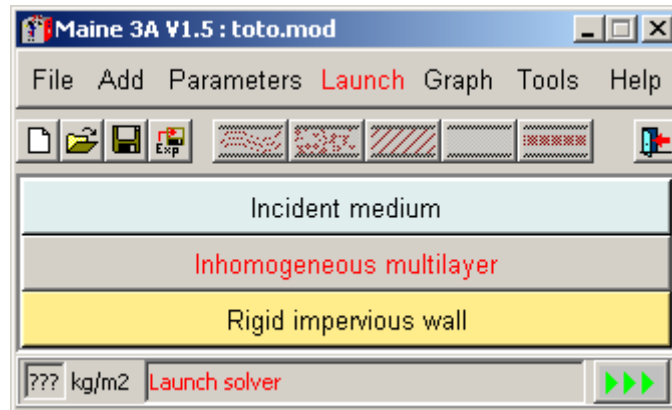 Maine 3A V1.5 : toto.mod
File Add Parameters Launch Graph Tools Help
Exp
Incident medium
Inhomogeneous multilayer
Rigid impervious wall
??? kg/m2 Launch solver